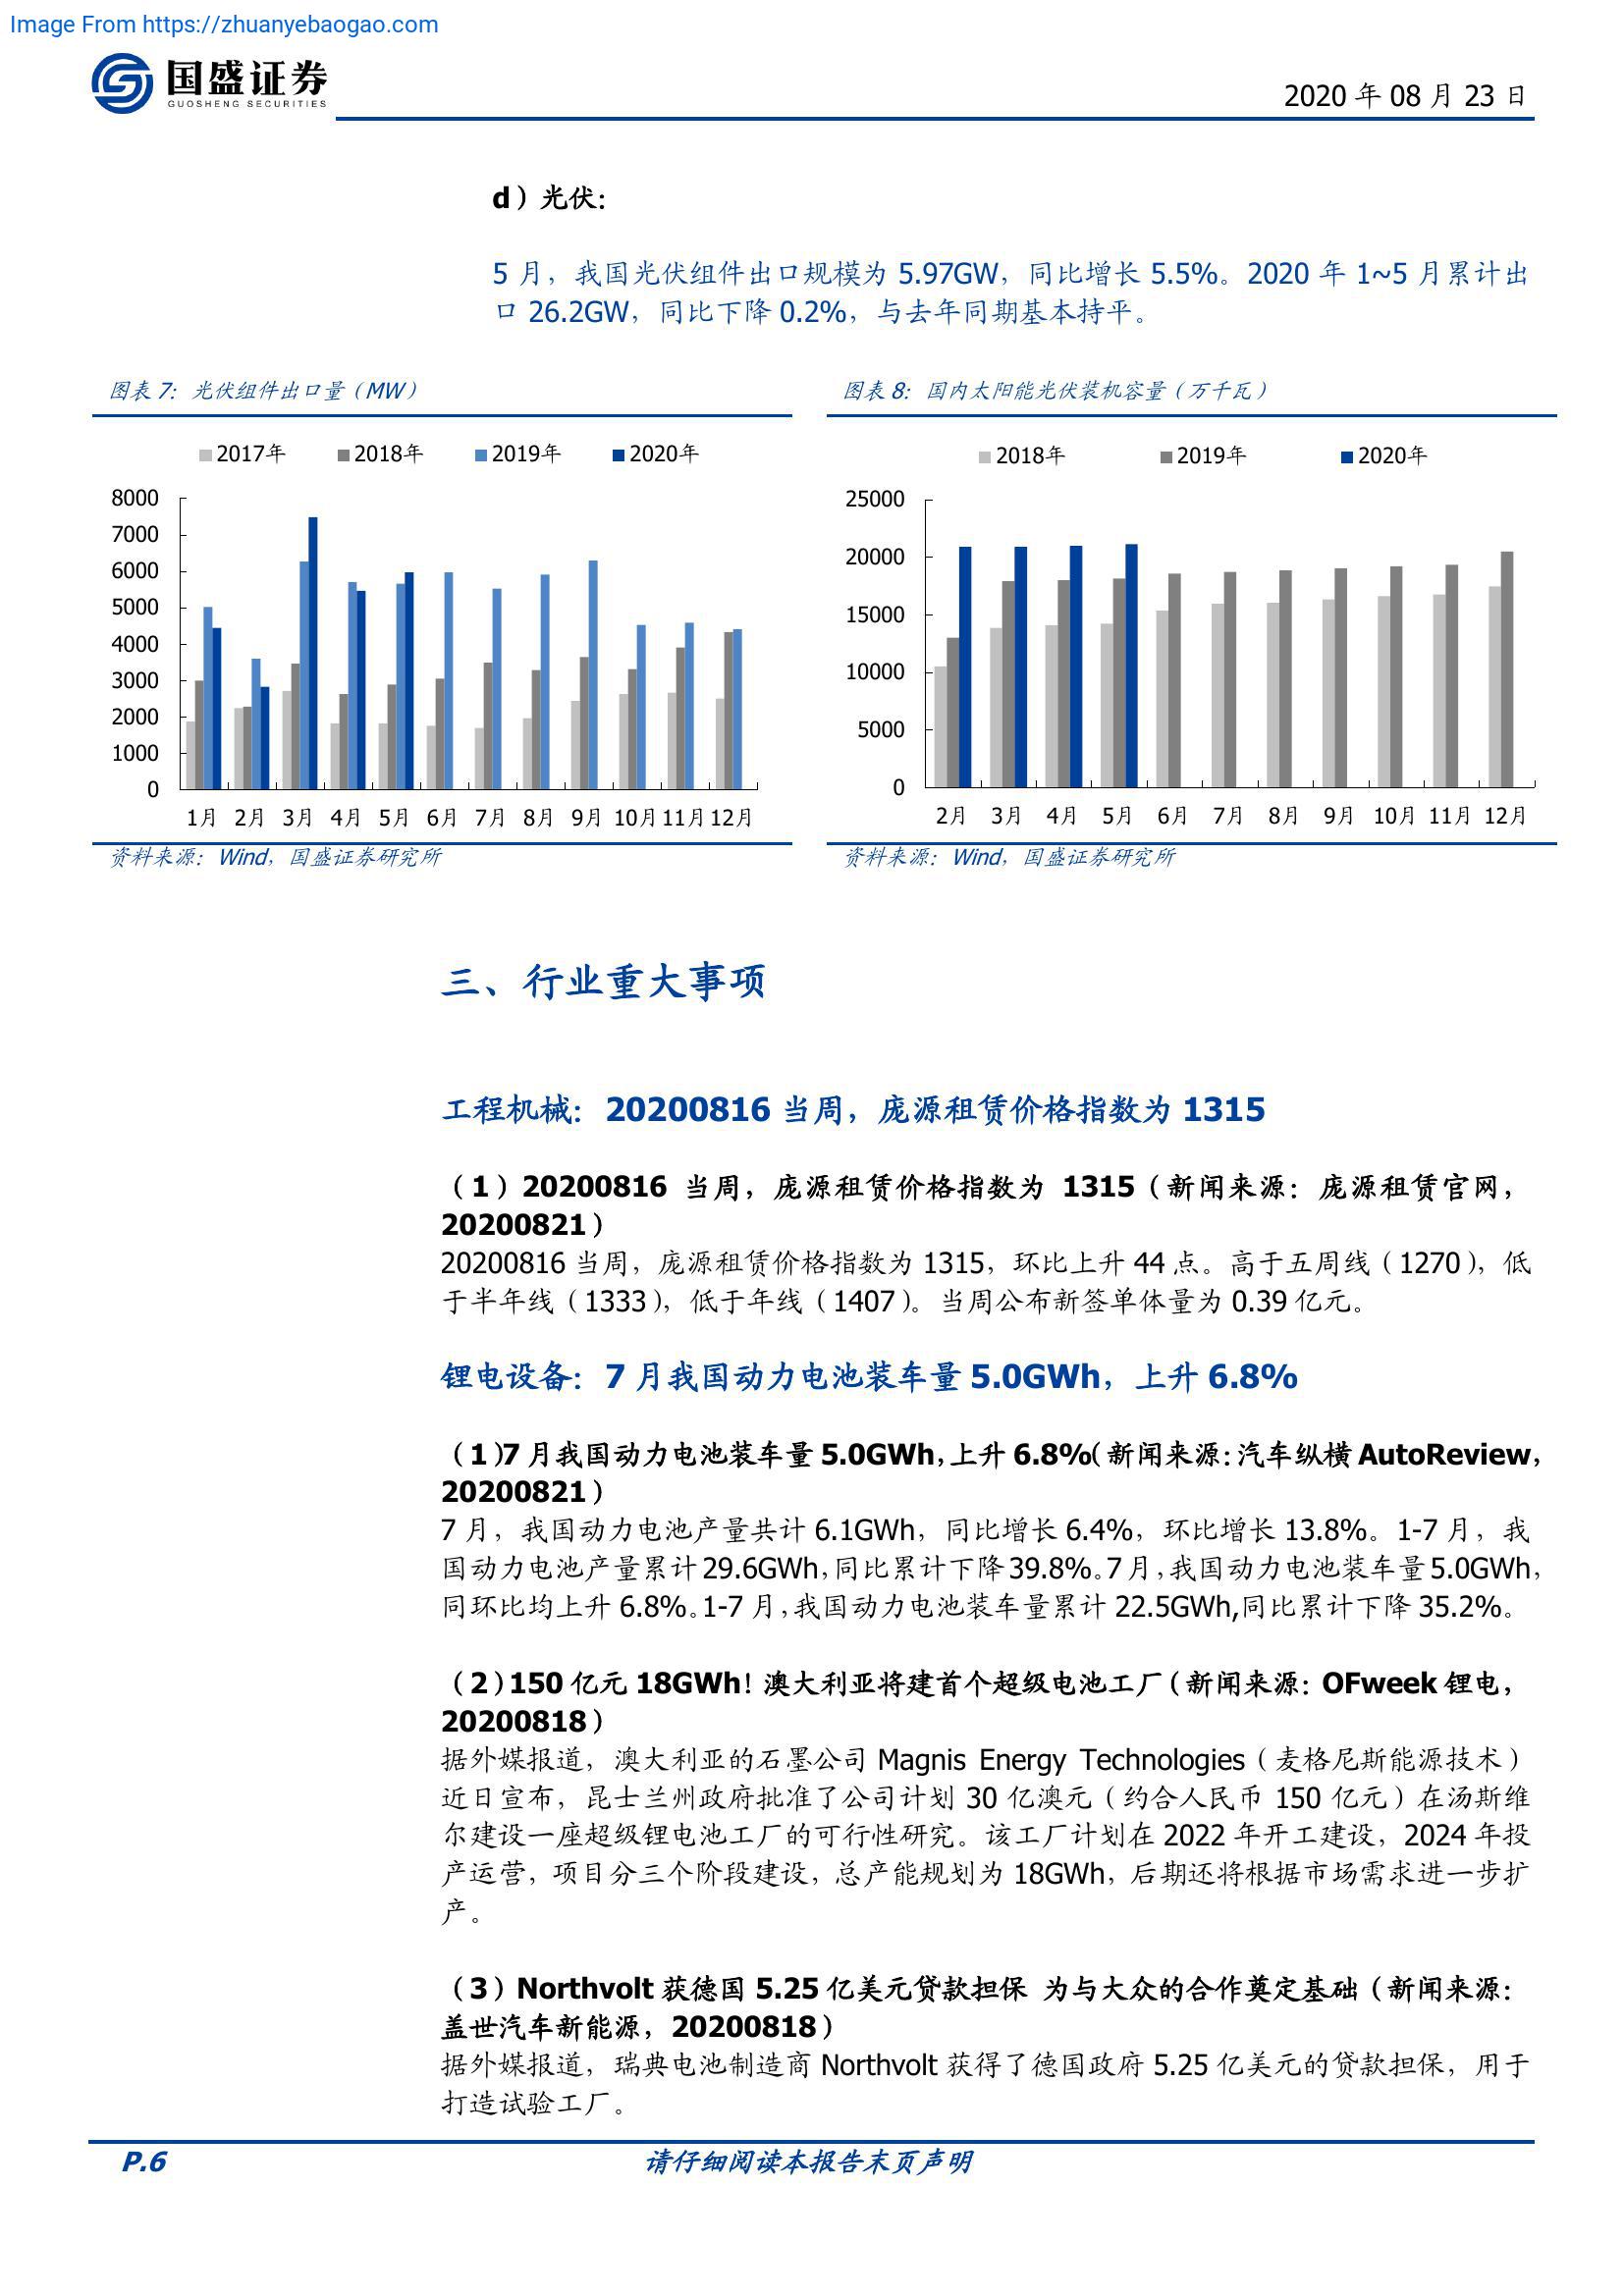 Image From https://zhuanyebaogao.com
国盛证券
GUOSHENG SECURITIES
2020 年 08 月 23 日
d）光伏：
5 月，我国光伏组件出口规模为 5.97GW，同比增长 5.5%。2020 年 1~5 月累计出
口 26.2GW，同比下降 0.2%，与去年同期基本持平。
图表 7：光伏组件出口量（MW）
2017年 2018年 2019年 2020年
8000
7000
6000
5000
4000
3000
2000
1000
0
1月 2月 3月 4月 5月 6月 7月 8月 9月 10月 11月 12月
资料来源：Wind，国盛证券研究所
图表 8：国内太阳能光伏装机容量（万千瓦）
2018年 2019年 2020年
25000
20000
15000
10000
5000
0
2月 3月 4月 5月 6月 7月 8月 9月 10月 11月 12月
资料来源：Wind，国盛证券研究所
三、行业重大事项
工程机械：20200816 当周，庞源租赁价格指数为 1315
（1）20200816 当周，庞源租赁价格指数为 1315（新闻来源：庞源租赁官网，
20200821）
20200816 当周，庞源租赁价格指数为 1315，环比上升 44 点。高于五周线（1270），低
于半年线（1333），低于年线（1407）。当周公布新签单体量为 0.39 亿元。
锂电设备：7 月我国动力电池装车量 5.0GWh，上升 6.8%
（1）7 月我国动力电池装车量 5.0GWh，上升 6.8%（新闻来源：汽车纵横 AutoReview，
20200821）
7 月，我国动力电池产量共计 6.1GWh，同比增长 6.4%，环比增长 13.8%。1-7 月，我
国动力电池产量累计 29.6GWh，同比累计下降 39.8%。7 月，我国动力电池装车量 5.0GWh，
同环比均上升 6.8%。1-7 月，我国动力电池装车量累计 22.5GWh,同比累计下降 35.2%。
（2）150 亿元 18GWh！澳大利亚将建首个超级电池工厂（新闻来源：OFweek 锂电，
20200818）
据外媒报道，澳大利亚的石墨公司 Magnis Energy Technologies（麦格尼斯能源技术）
近日宣布，昆士兰州政府批准了公司计划 30 亿澳元（约合人民币 150 亿元）在汤斯维
尔建设一座超级锂电池工厂的可行性研究。该工厂计划在 2022 年开工建设，2024 年投
产运营，项目分三个阶段建设，总产能规划为 18GWh，后期还将根据市场需求进一步扩
产。
（3）Northvolt 获德国 5.25 亿美元贷款担保 为与大众的合作奠定基础（新闻来源：
盖世汽车新能源，20200818）
据外媒报道，瑞典电池制造商 Northvolt 获得了德国政府 5.25 亿美元的贷款担保，用于
打造试验工厂。
P.6
请仔细阅读本报告末页声明